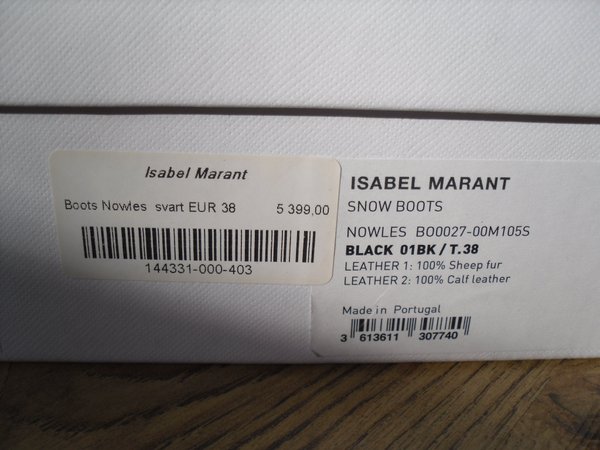 Isabel Marant
Boots Nowles svart EUR 38 5 399,00
144331-000-403
ISABEL MARANT
SNOW BOOTS
NOWLES BO0027-00M105S
BLACK 01BK / T.38
LEATHER 1: 100% Sheep fur
LEATHER 2: 100% Calf leather
Made in Portugal
3 613611 307740